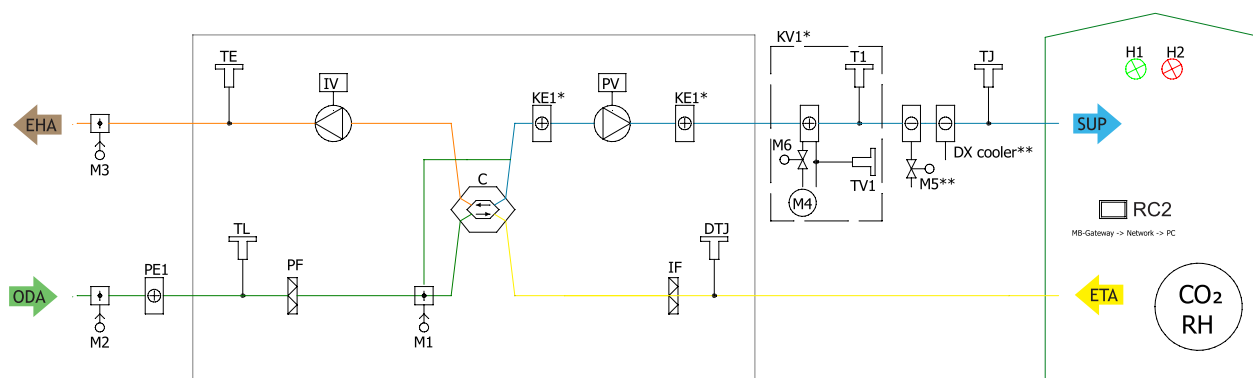 KV1*
TE
T1
TJ
H1
H2
IV
KE1*
PV
KE1*
EHA
SUP
M3
M6
DX cooler**
C
TV1
M5**
M4
RC2
TL
DTJ
MB-Gateway -> Network -> PC
PE1
PF
IF
ODA
ETA
CO₂
RH
M2
M1